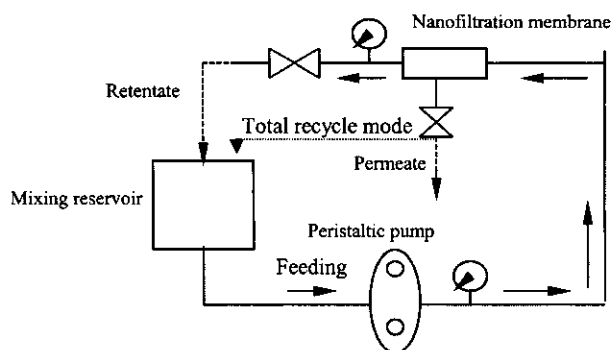 Nanofiltration membrane
Retentate
Total recycle mode
Permeate
Mixing reservoir
Peristaltic pump
Feeding